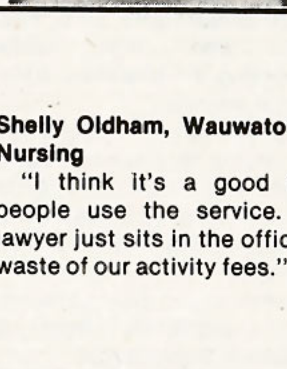 Shelly Oldham, Wauwato
Nursing
"I think it's a good
people use the service.
lawyer just sits in the offic
waste of our activity fees."